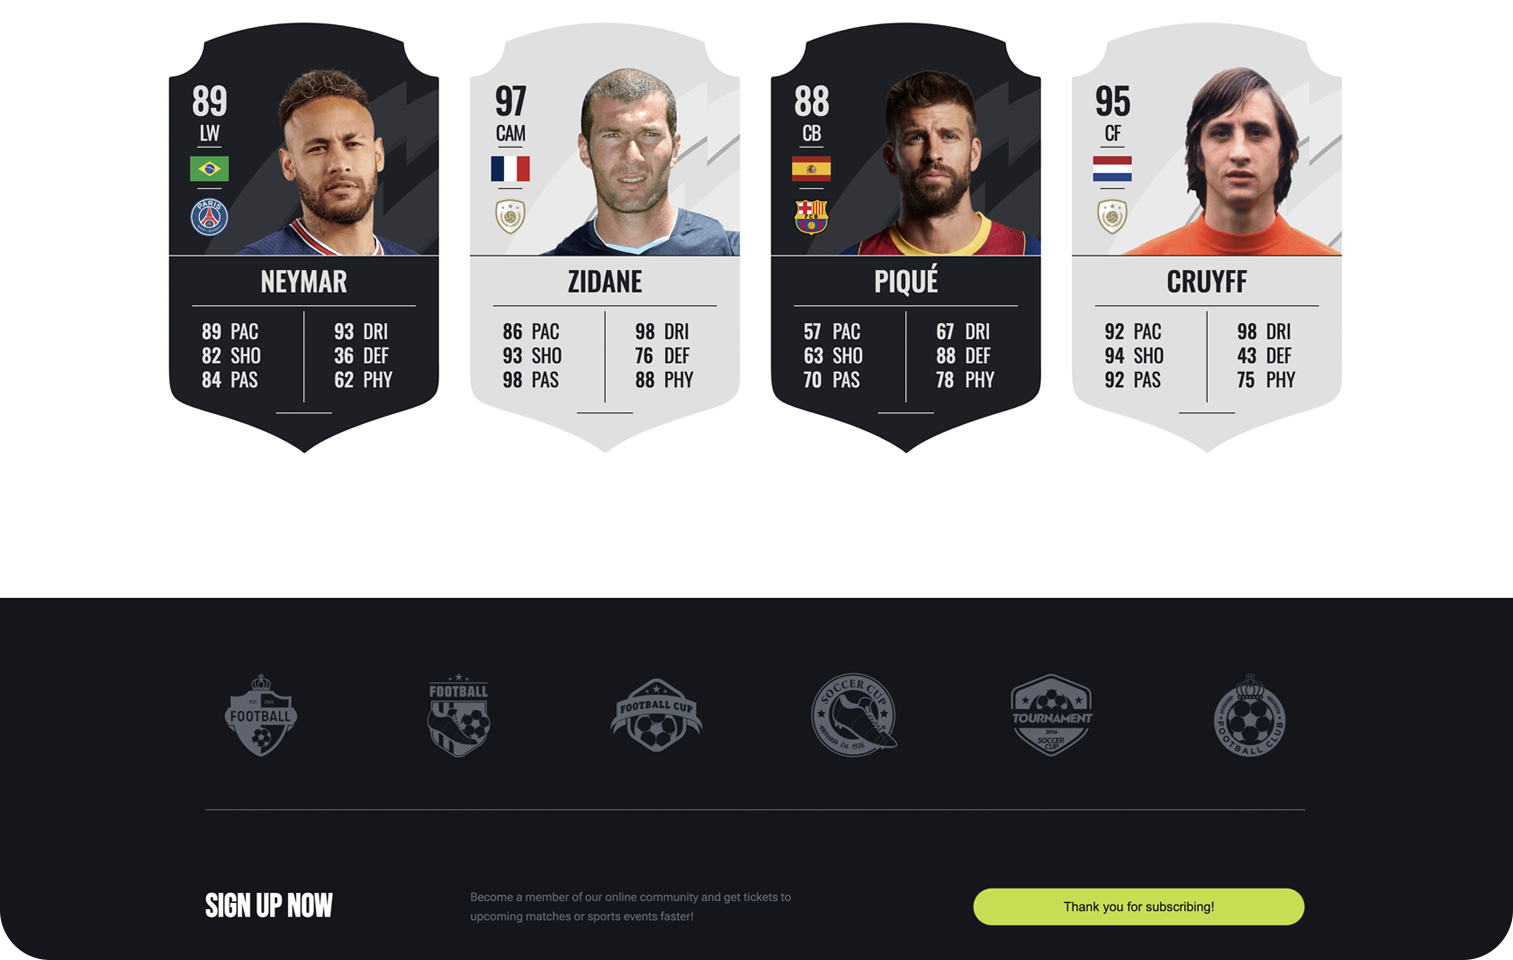 89
LW
PARIS
NEYMAR
89 PAC
82 SHO
84 PAS
93 DRI
36 DEF
62 PHY
97
CAM
ZIDANE
86 PAC
93 SHO
98 PAS
98 DRI
76 DEF
88 PHY
88
CB
PIQUÉ
57 PAC
63 SHO
70 PAS
67 DRI
88 DEF
78 PHY
95
CF
CRUYFF
92 PAC
94 SHO
92 PAS
98 DRI
43 DEF
75 PHY
FOOTBALL
FOOTBALL
FOOTBALL CUP
SOCCER CUP
Est. 1936
TOURNAMENT
2016
SOCCER
CUP
FOOTBALL CLUB
SIGN UP NOW
Become a member of our online community and get tickets to
upcoming matches or sports events faster!
Thank you for subscribing!